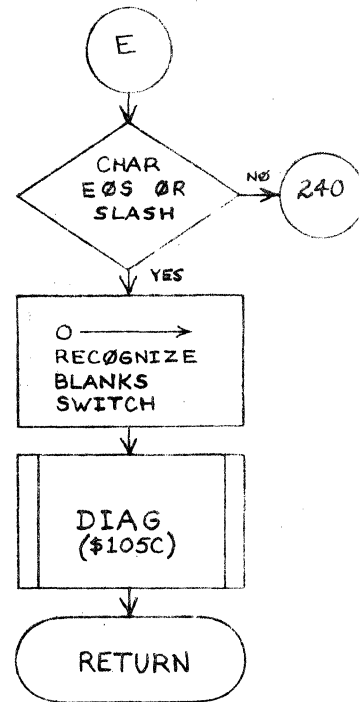 E
CHAR
EØS ØR
SLASH
NØ
240
YES
O →
RECØGNIZE
BLANKS
SWITCH
DIAG
($105C)
RETURN